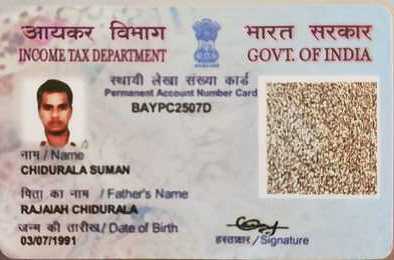 आयकर विभाग
INCOME TAX DEPARTMENT
भारत सरकार
GOVT. OF INDIA
स्थायी लेखा संख्या कार्ड
Permanent Account Number Card
BAYPC2507D
नाम / Name
CHIDURALA SUMAN
पिता का नाम / Father's Name
RAJAIAH CHIDURALA
जन्म की तारीख / Date of Birth
03/07/1991
हस्ताक्षर / Signature